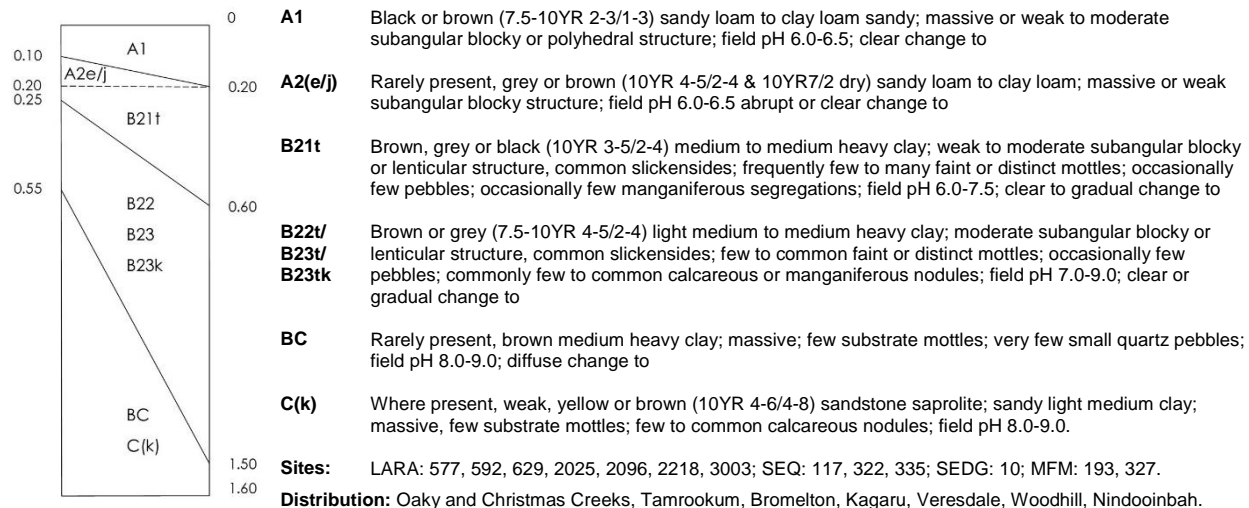 0
0.10
A1
A2e/j
0.20
0.20
0.25
B21t
0.55
B22
0.60
B23
B23k
BC
C(k)
1.50
1.60
A1 Black or brown (7.5-10YR 2-3/1-3) sandy loam to clay loam sandy; massive or weak to moderate
subangular blocky or polyhedral structure; field pH 6.0-6.5; clear change to
A2(e/j) Rarely present, grey or brown (10YR 4-5/2-4 & 10YR7/2 dry) sandy loam to clay loam; massive or weak
subangular blocky structure; field pH 6.0-6.5 abrupt or clear change to
B21t Brown, grey or black (10YR 3-5/2-4) medium to medium heavy clay; weak to moderate subangular blocky
or lenticular structure, common slickensides; frequently few to many faint or distinct mottles; occasionally
few pebbles; occasionally few manganiferous segregations; field pH 6.0-7.5; clear to gradual change to
B22t/ Brown or grey (7.5-10YR 4-5/2-4) light medium to medium heavy clay; moderate subangular blocky or
B23t/ lenticular structure, common slickensides; few to common faint or distinct mottles; occasionally few
B23tk pebbles; commonly few to common calcareous or manganiferous nodules; field pH 7.0-9.0; clear or
gradual change to
BC Rarely present, brown medium heavy clay; massive; few substrate mottles; very few small quartz pebbles;
field pH 8.0-9.0; diffuse change to
C(k) Where present, weak, yellow or brown (10YR 4-6/4-8) sandstone saprolite; sandy light medium clay;
massive, few substrate mottles; few to common calcareous nodules; field pH 8.0-9.0.
Sites: LARA: 577, 592, 629, 2025, 2096, 2218, 3003; SEQ: 117, 322, 335; SEDG: 10; MFM: 193, 327.
Distribution: Oaky and Christmas Creeks, Tamrookum, Bromelton, Kagaru, Veresdale, Woodhill, Nindooinbah.